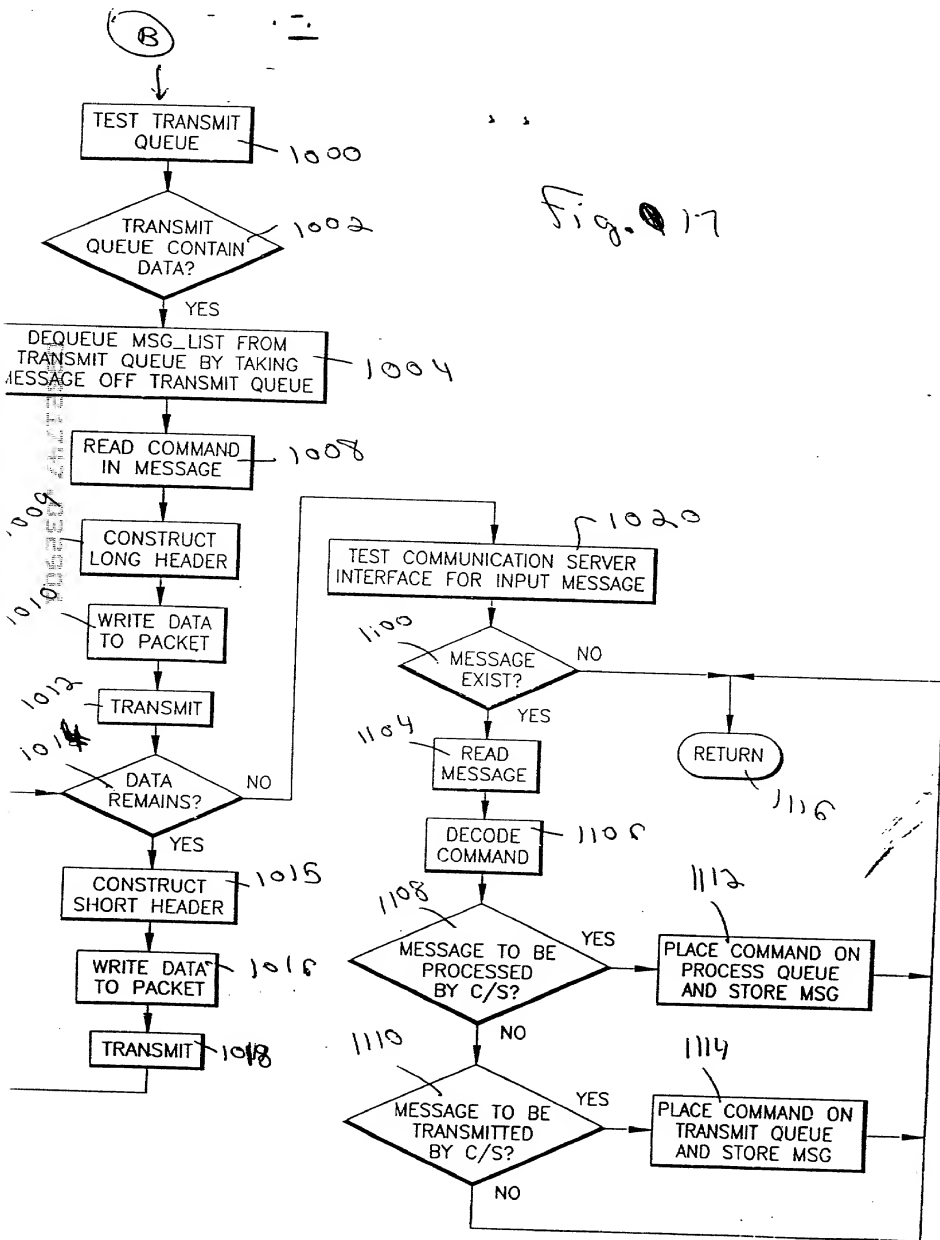 B
TEST TRANSMIT
QUEUE
1000
Fig. 17
TRANSMIT
QUEUE CONTAIN
DATA?
1002
YES
DEQUEUE MSG_LIST FROM
TRANSMIT QUEUE BY TAKING
MESSAGE OFF TRANSMIT QUEUE
1004
READ COMMAND
IN MESSAGE
1008
CONSTRUCT
LONG HEADER
1010
WRITE DATA
TO PACKET
1012
TRANSMIT
DATA
REMAINS?
NO
YES
CONSTRUCT
SHORT HEADER
1015
WRITE DATA
TO PACKET
1016
TRANSMIT
1018
1020
TEST COMMUNICATION SERVER
INTERFACE FOR INPUT MESSAGE
1100
MESSAGE
EXIST?
NO
YES
1104
READ
MESSAGE
RETURN
1116
DECODE
COMMAND
1106
1108
MESSAGE TO BE
PROCESSED
BY C/S?
YES
1112
PLACE COMMAND ON
PROCESS QUEUE
AND STORE MSG
NO
1110
MESSAGE TO BE
TRANSMITTED
BY C/S?
YES
1114
PLACE COMMAND ON
TRANSMIT QUEUE
AND STORE MSG
NO